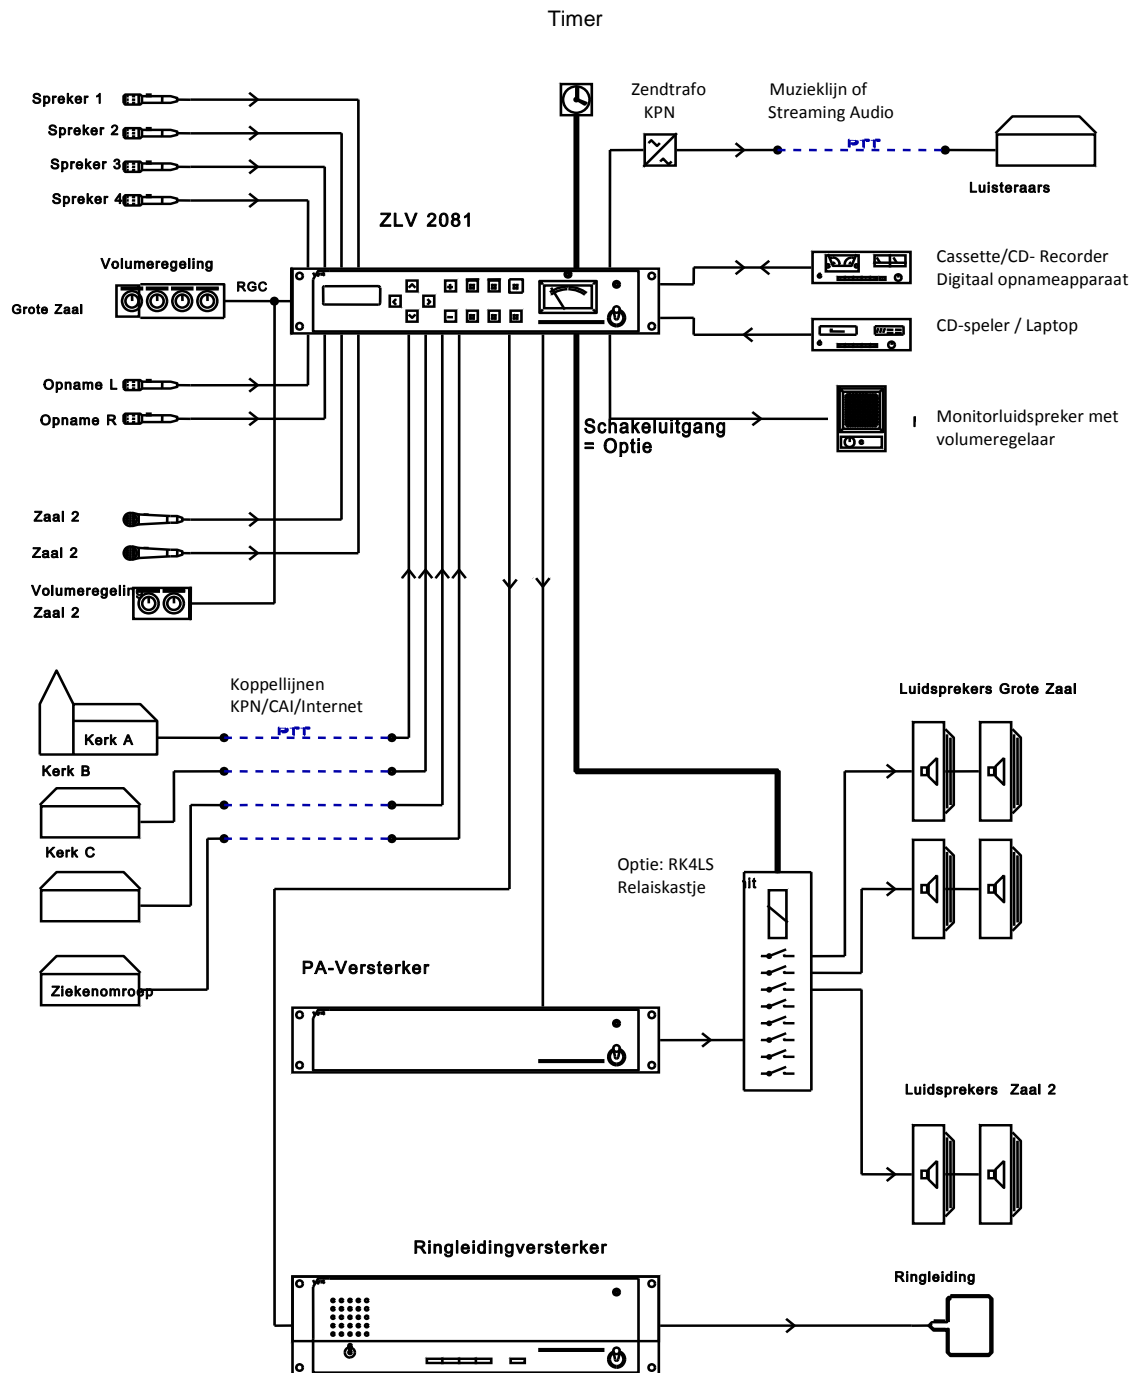 Timer
Zendtrafo
KPN
Muzieklijn of
Streaming Audio
Spreker 1
Spreker 2
Spreker 3
Spreker 4
Luisteraars
ZLV 2081
Volumeregeling
RGC
Grote Zaal
Cassette/CD- Recorder
Digitaal opnameapparaat
CD-speler / Laptop
Opname L
Opname R
Schakeluitgang
= Optie
Monitorluidspreker met
volumeregelaar
Zaal 2
Zaal 2
Volumeregeling
Zaal 2
Koppellijnen
KPN/CAI/Internet
Luidsprekers Grote Zaal
Kerk A
Kerk B
Kerk C
Optie: RK4LS
Relaiskastje
Ziekenomroep
PA-Versterker
Luidsprekers Zaal 2
Ringleidingversterker
Ringleiding